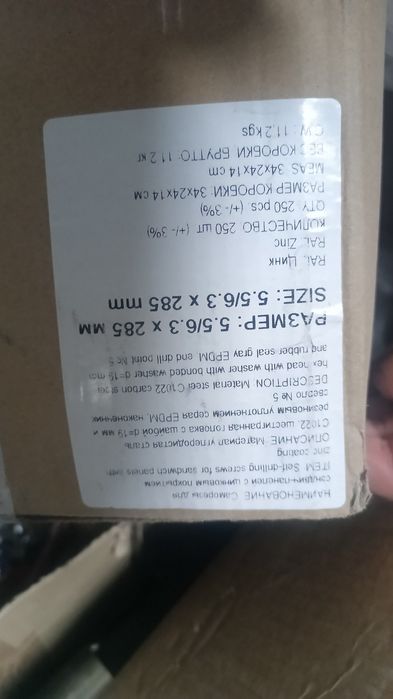 НАИМЕНОВАНИЕ Саморезы для
сэндвич-панелей с цинковым покрытием
ITEM Self-drilling screws for sandwich panels with
zinc coating
ОПИСАНИЕ Материал углеродистая сталь
C1022, шестигранная головка с шайбой d=19 мм и
резиновым уплотнением серая EPDM, наконечник
сверло № 5
DESCRIPTION Material steel C1022 carbon steel
hex head with washer with bonded washer d=19 mm
and rubber seal gray EPDM end drill point № 5
РАЗМЕР: 5.5/6.3 x 285 мм
SIZE: 5.5/6.3 x 285 mm
RAL Цинк
RAL Zinc
КОЛИЧЕСТВО 250 шт (+/- 3%)
QTY 250 pcs (+/- 3%)
РАЗМЕР КОРОБКИ: 34x24x14 см
MEAS 34x24x14 cm
ВЕС КОРОБКИ БРУТТО: 11.2 кг
G.W.: 11.2 kgs